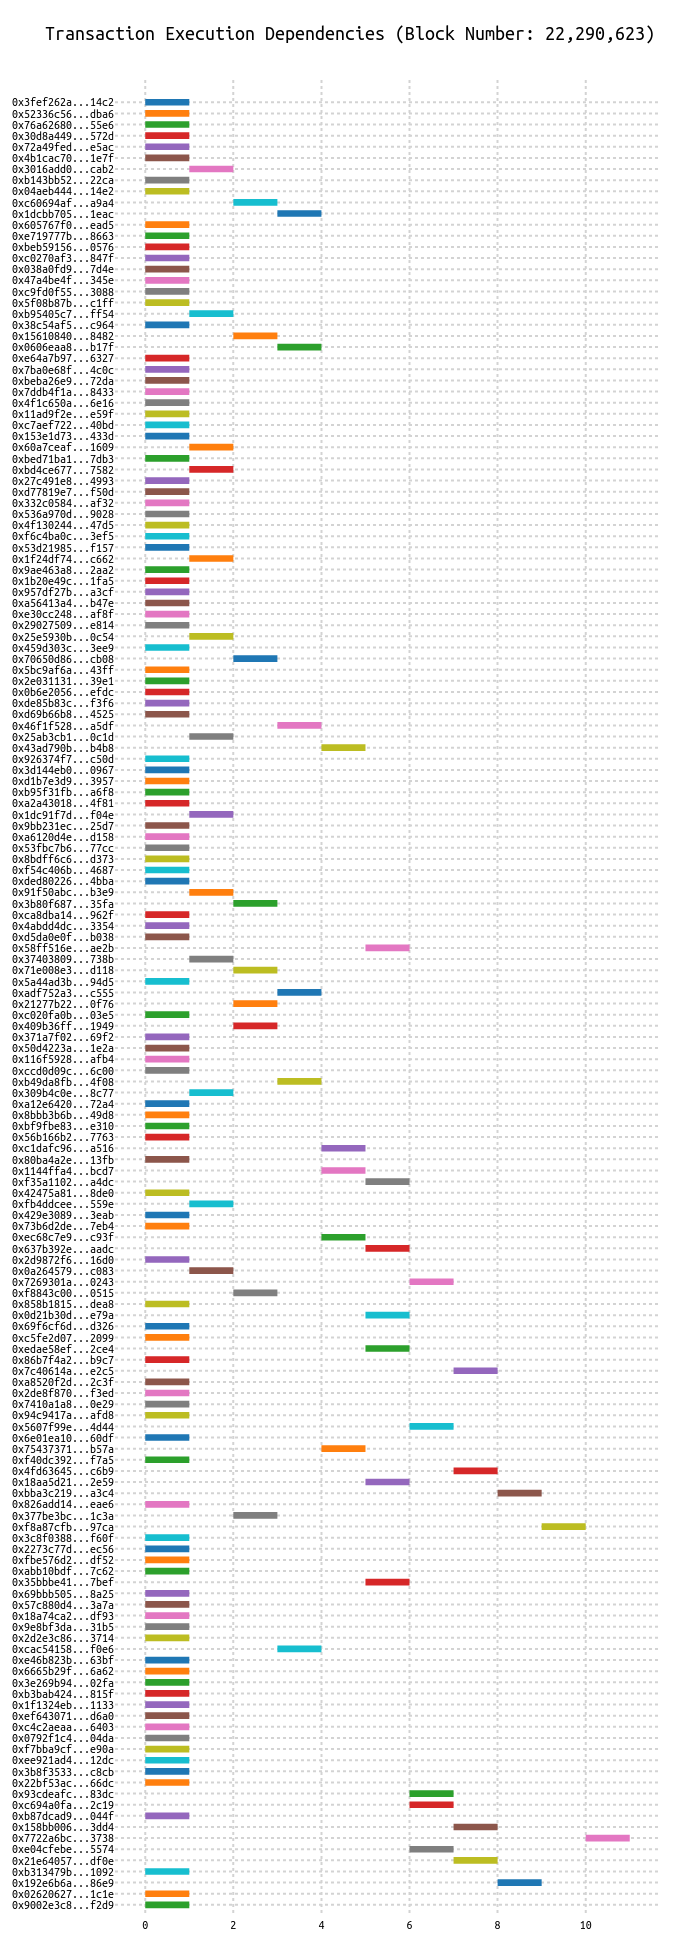 Transaction Execution Dependencies (Block Number: 22,290,623)
0x3fef262a...14c2
0x52336c56...dba6
0x76a62680...55e6
0x30d8a449...572d
0x72a49fed...e5ac
0x4b1cac70...1e7f
0x3016add0...cab2
0xb143bb52...22ca
0x04aeb444...14e2
0xc60694af...a9a4
0x1dcbb705...1eac
0x605767f0...ead5
0xe719777b...8663
0xbeb59156...0576
0xc0270af3...847f
0x038a0fd9...7d4e
0x47a4be4f...345e
0xc9fd0f55...3088
0x5f08b87b...c1ff
0xb95405c7...ff54
0x38c54af5...c964
0x15610840...8482
0x0606eaa8...b17f
0xe64a7b97...6327
0x7ba0e68f...4c0c
0xbeba26e9...72da
0x7ddb4f1a...8433
0x4f1c650a...6e16
0x11ad9f2e...e59f
0xc7aef722...40bd
0x153e1d73...433d
0x60a7ceaf...1609
0xbed71ba1...7db3
0xbd4ce677...7582
0x27c491e8...4993
0xd77819e7...f50d
0x332c0584...af32
0x536a970d...9028
0x4f130244...47d5
0xf6c4ba0c...3ef5
0x53d21985...f157
0x1f24df74...c662
0x9ae463a8...2aa2
0x1b20e49c...1fa5
0x957df27b...a3cf
0xa56413a4...b47e
0xe30cc248...af8f
0x29027509...e814
0x25e5930b...0c54
0x459d303c...3ee9
0x70650d86...cb08
0x5bc9af6a...43ff
0x2e031131...39e1
0x0b6e2056...efdc
0xde85b83c...f3f6
0xd69b66b8...4525
0x46f1f528...a5df
0x25ab3cb1...0c1d
0x43ad790b...b4b8
0x926374f7...c50d
0x3d144eb0...0967
0xd1b7e3d9...3957
0xb95f31fb...a6f8
0xa2a43018...4f81
0x1dc91f7d...f04e
0x9bb231ec...25d7
0xa6120d4e...d158
0x53fbc7b6...77cc
0x8bdff6c6...d373
0xf54c406b...4687
0xded80226...4bba
0x91f50abc...b3e9
0x3b80f687...35fa
0xca8dba14...962f
0x4abdd4dc...3354
0xd5da0e0f...b038
0x58ff516e...ae2b
0x37403809...738b
0x71e008e3...d118
0x5a44ad3b...94d5
0xadf752a3...c555
0x21277b22...0f76
0xc020fa0b...03e5
0x409b36ff...1949
0x371a7f02...69f2
0x50d4223a...1e2a
0x116f5928...afb4
0xccd0d09c...6c00
0xb49da8fb...4f08
0x309b4c0e...8c77
0xa12e6420...72a4
0x8bbb3b6b...49d8
0xbf9fbe83...e310
0x56b166b2...7763
0xc1dafc96...a516
0x80ba4a2e...13fb
0x1144ffa4...bcd7
0xf35a1102...a4dc
0x42475a81...8de0
0xfb4ddcee...559e
0x429e3089...3eab
0x73b6d2de...7eb4
0xec68c7e9...c93f
0x637b392e...aadc
0x2d9872f6...16d0
0x0a264579...c083
0x7269301a...0243
0xf8843c00...0515
0x858b1815...dea8
0x0d21b30d...e79a
0x69f6cf6d...d326
0xc5fe2d07...2099
0xedae58ef...2ce4
0x86b7f4a2...b9c7
0x7c40614a...e2c5
0xa8520f2d...2c3f
0x2de8f870...f3ed
0x7410a1a8...0e29
0x94c9417a...afd8
0x5607f99e...4d44
0x6e01ea10...60df
0x75437371...b57a
0xf40dc392...f7a5
0x4fd63645...c6b9
0x18aa5d21...2e59
0xbba3c219...a3c4
0x826add14...eae6
0x377be3bc...1c3a
0xf8a87cfb...97ca
0x3c8f0388...f60f
0x2273c77d...ec56
0xfbe576d2...df52
0xabb10bdf...7c62
0x35bbbe41...7bef
0x69bbb505...8a25
0x57c880d4...3a7a
0x18a74ca2...df93
0x9e8bf3da...31b5
0x2d2e3c86...3714
0xcac54158...f0e6
0xe46b823b...63bf
0x6665b29f...6a62
0x3e269b94...02fa
0xb3bab424...815f
0x1f1324eb...1133
0xef643071...d6a0
0xc4c2aeaa...6403
0x0792f1c4...04da
0xf7bba9cf...e90a
0xee921ad4...12dc
0x3b8f3533...c8cb
0x22bf53ac...66dc
0x93cdeafc...83dc
0xc694a0fa...2c19
0xb87dcad9...044f
0x158bb006...3dd4
0x7722a6bc...3738
0xe04cfebe...5574
0x21e64057...df0e
0xb313479b...1092
0x192e6b6a...86e9
0x02620627...1c1e
0x9002e3c8...f2d9
0 2 4 6 8 10